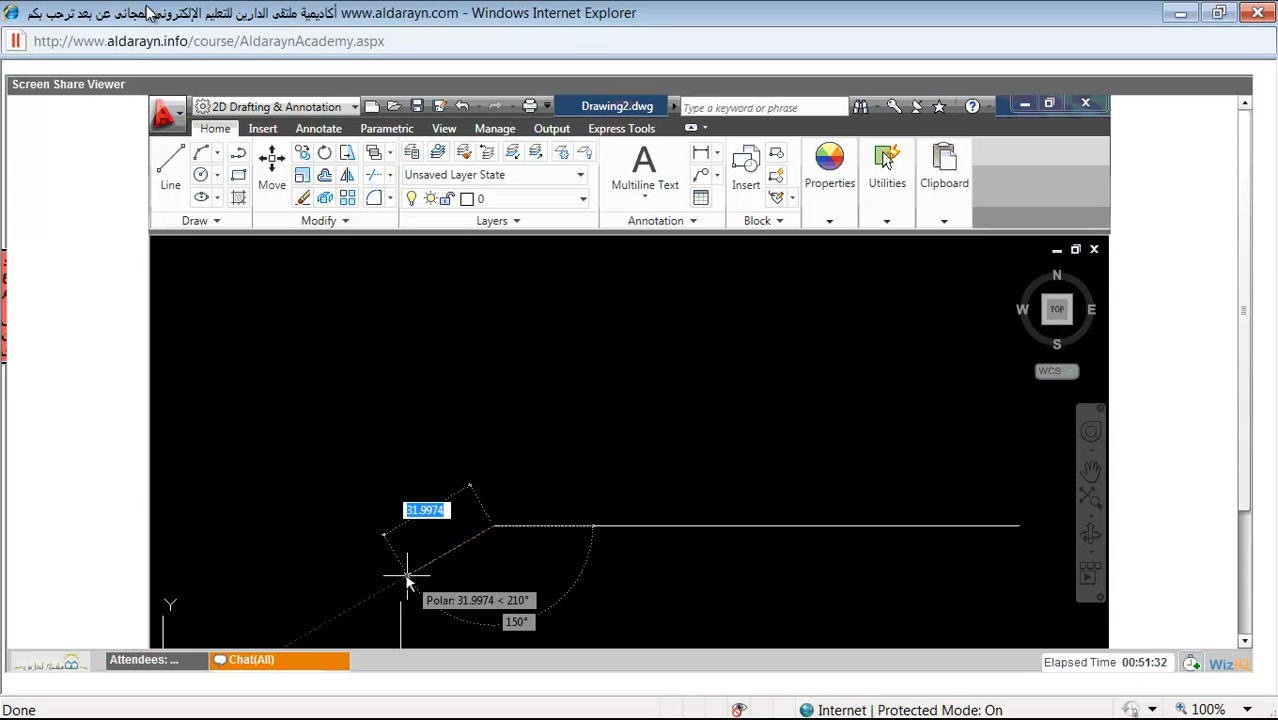 أكاديمية ملتقى الدارين للتعليم الإلكتروني المجانى عن بعد ترحب بكم www.aldarayn.com - Windows Internet Explorer
http://www.aldarayn.info/course/AldaraynAcademy.aspx
Screen Share Viewer
2D Drafting & Annotation
Drawing2.dwg
Type a keyword or phrase
Home Insert Annotate Parametric View Manage Output Express Tools
Line
Move
Unsaved Layer State
0
A
Multiline Text
Insert
Properties
Utilities
Clipboard
Draw
Modify
Layers
Annotation
Block
N
W
TOP
E
S
WCS
31.9974
Polar: 31.9974 < 210°
150°
Y
Attendees: ...
Chat(All)
Elapsed Time 00:51:32
WizIQ
Done
Internet | Protected Mode: On
100%